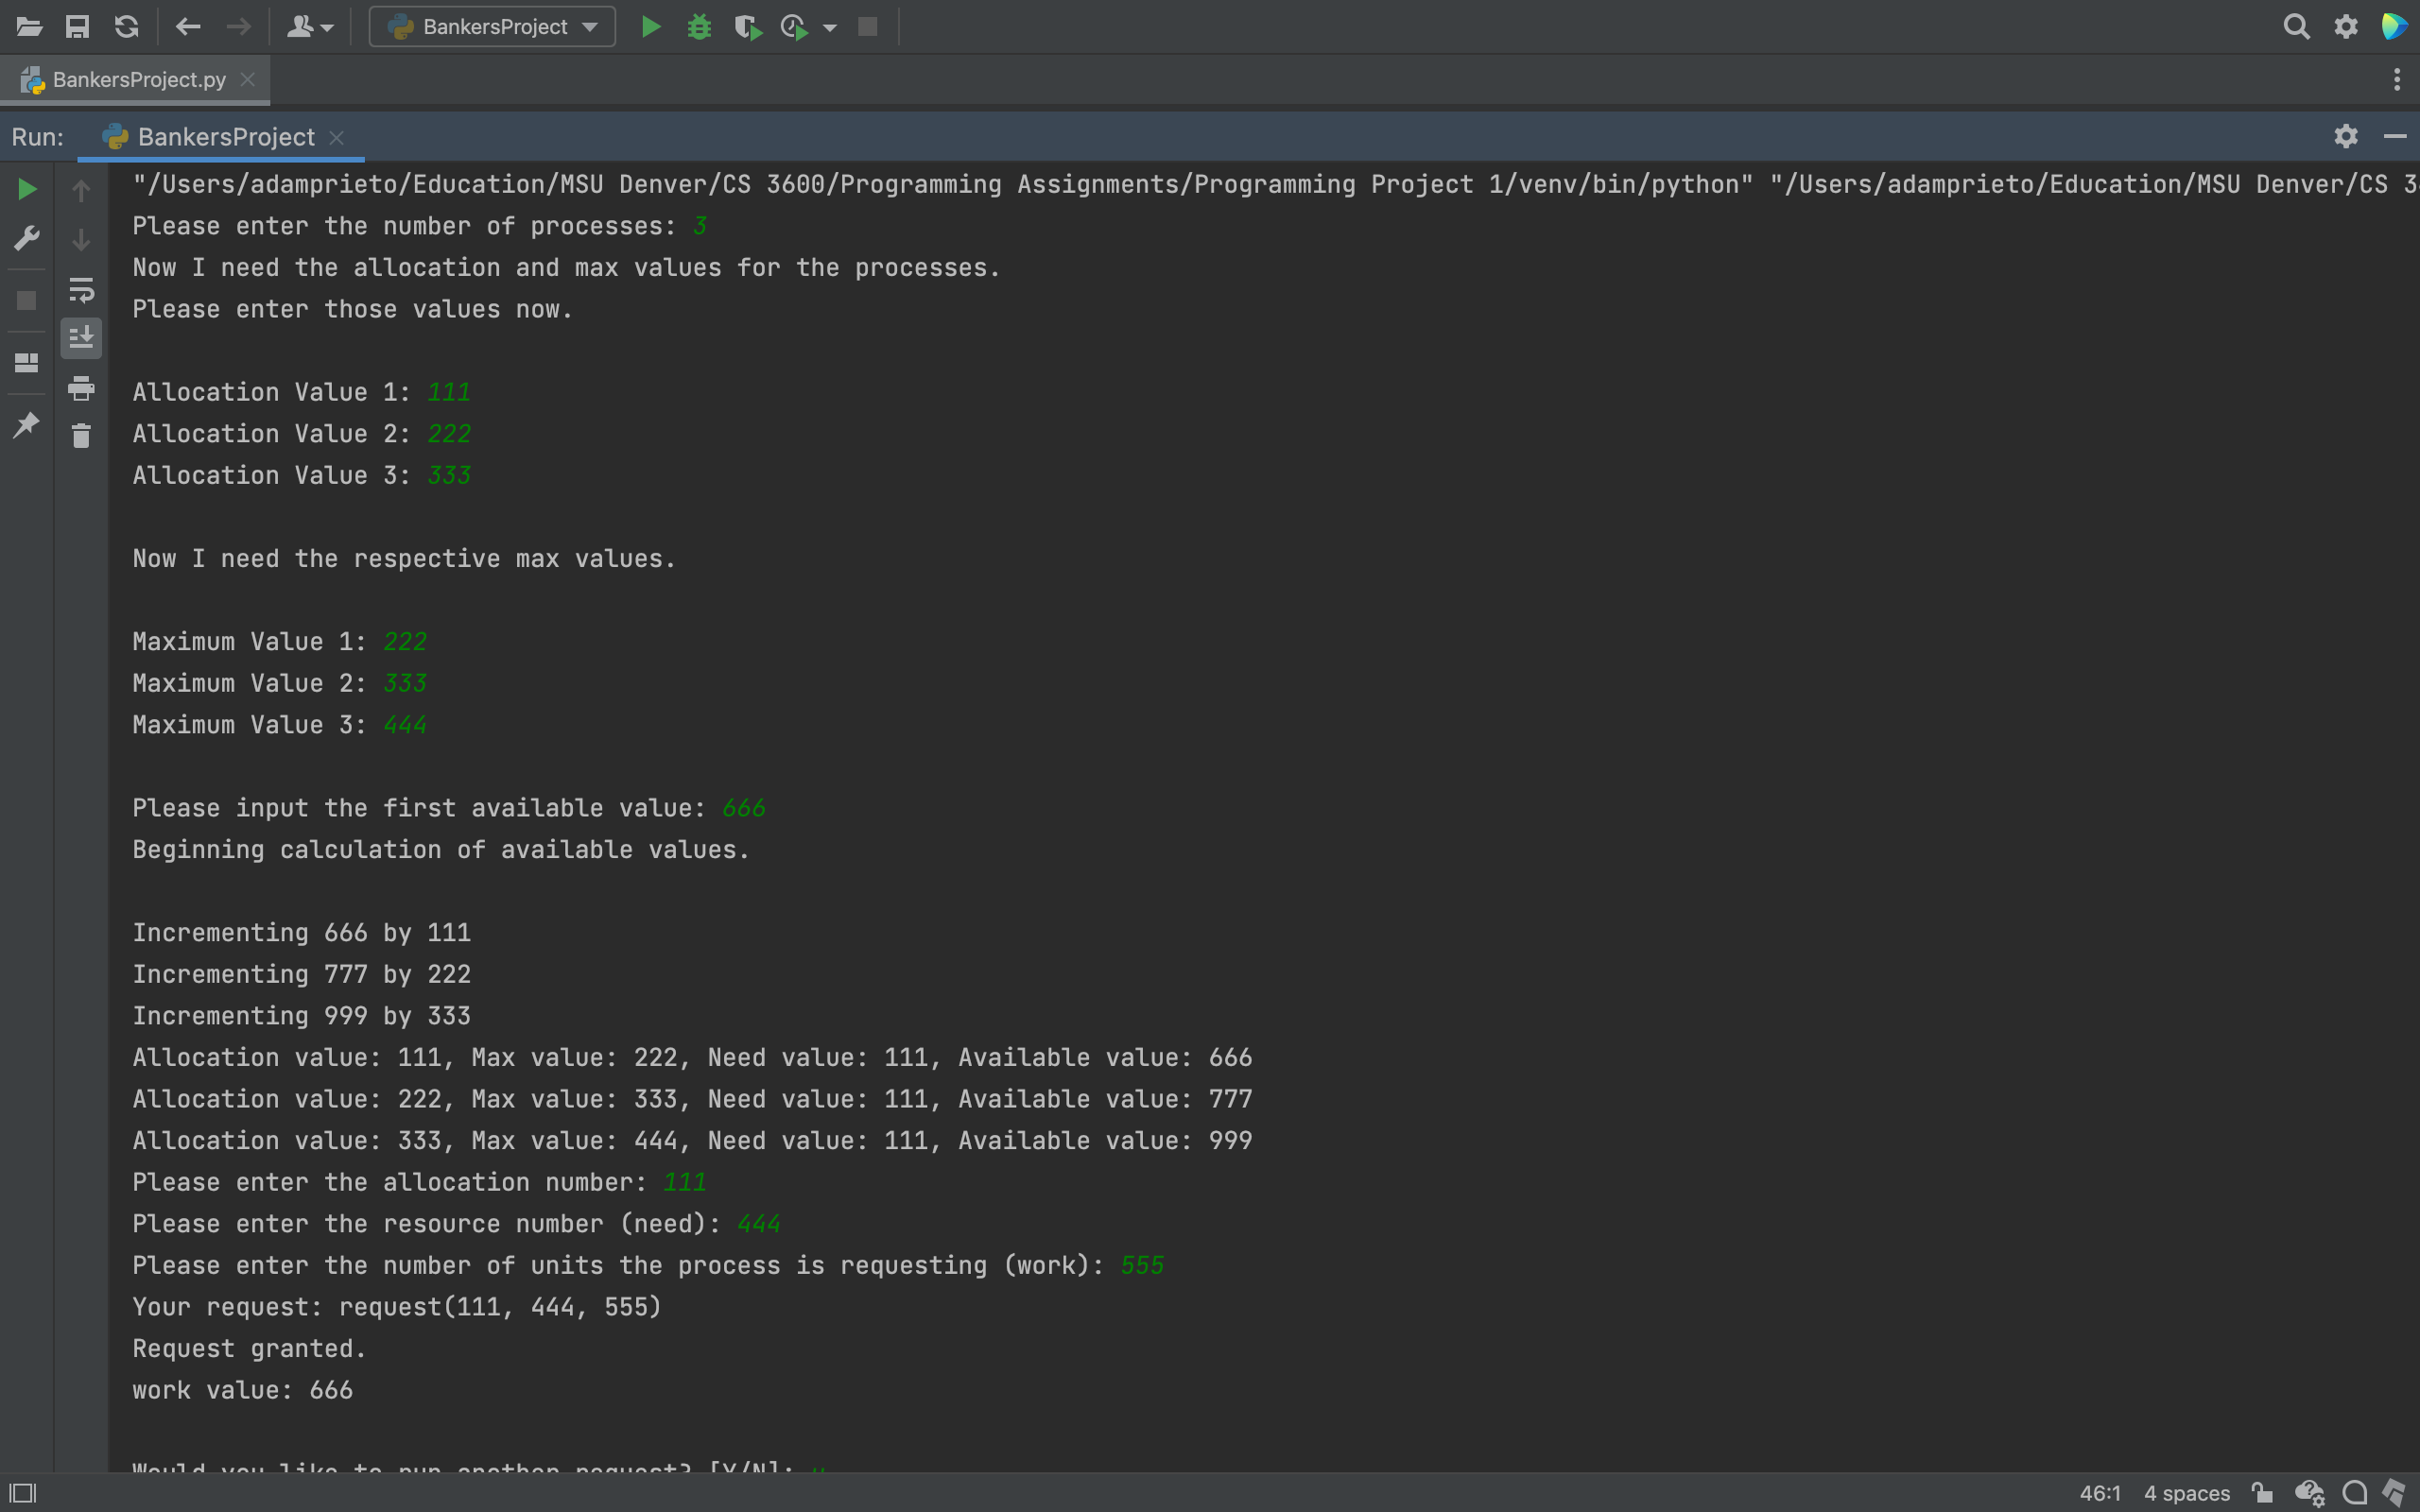 BankersProject
BankersProject.py
Run: BankersProject
"/Users/adamprieto/Education/MSU Denver/CS 3600/Programming Assignments/Programming Project 1/venv/bin/python" "/Users/adamprieto/Education/MSU Denver/CS 3
Please enter the number of processes: 3
Now I need the allocation and max values for the processes.
Please enter those values now.
Allocation Value 1: 111
Allocation Value 2: 222
Allocation Value 3: 333
Now I need the respective max values.
Maximum Value 1: 222
Maximum Value 2: 333
Maximum Value 3: 444
Please input the first available value: 666
Beginning calculation of available values.
Incrementing 666 by 111
Incrementing 777 by 222
Incrementing 999 by 333
Allocation value: 111, Max value: 222, Need value: 111, Available value: 666
Allocation value: 222, Max value: 333, Need value: 111, Available value: 777
Allocation value: 333, Max value: 444, Need value: 111, Available value: 999
Please enter the allocation number: 111
Please enter the resource number (need): 444
Please enter the number of units the process is requesting (work): 555
Your request: request(111, 444, 555)
Request granted.
work value: 666
Would you like to run another request? [Y/N]:
46:1 4 spaces